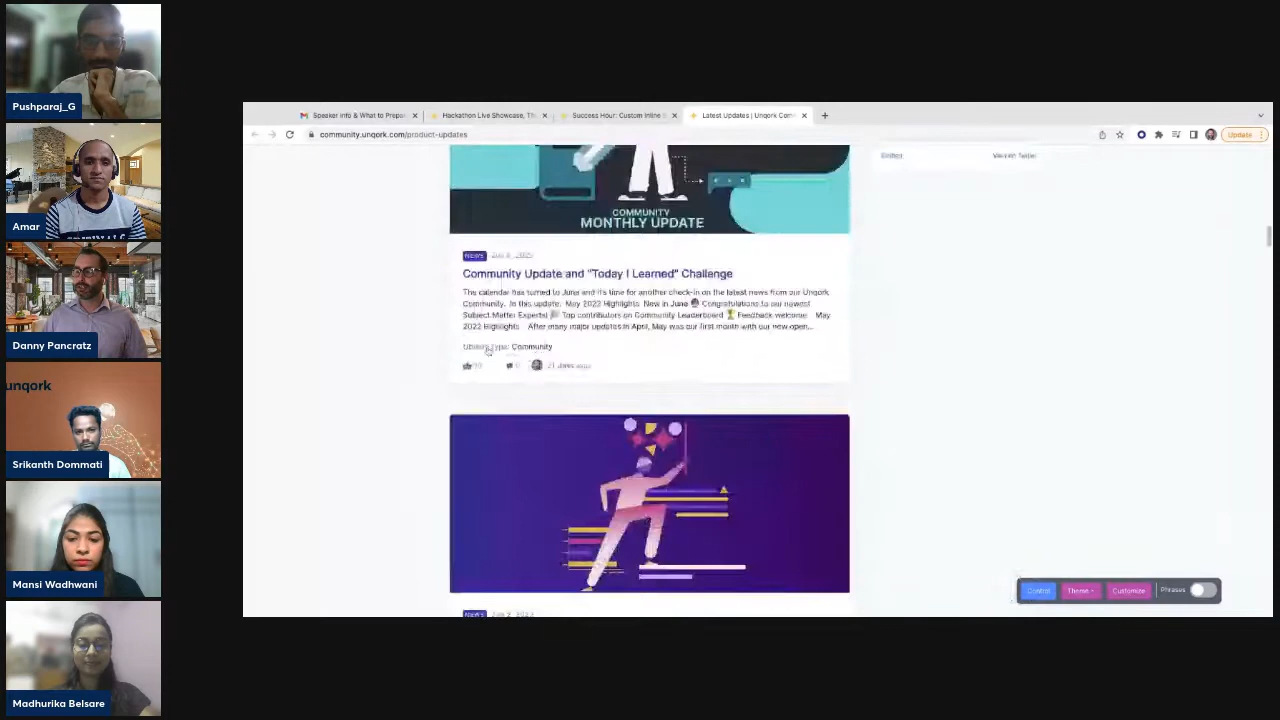 Pushparaj_G
Amar
Danny Pancratz
unqork
Srikanth Dommati
Mansi Wadhwani
Madhurika Belsare
Speaker info & What to Prepar
Hackathon Live Showcase, Th
Success Hour: Custom Inline S
Latest Updates | Unqork Com
community.unqork.com/product-updates
Update
COMMUNITY
MONTHLY UPDATE
NEWS
Community Update and "Today I Learned" Challenge
The calendar has turned to June and it's time for another check-in on the latest news from our Unqork
Community. In this update: May 2022 Highlights New in June Congratulations to our newest
Subject Matter Experts! Top contributors on Community Leaderboard Feedback welcome May
2022 Highlights After many major updates in April, May was our first month with our new open...
Community
NEWS
Control
Theme
Customize
Phrases